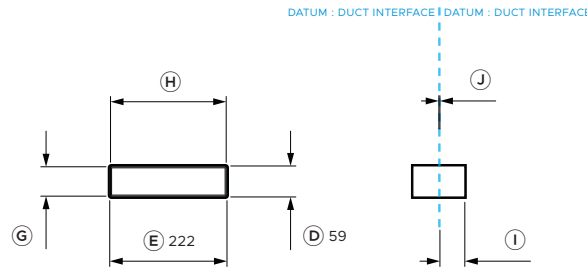 DATUM : DUCT INTERFACE DATUM : DUCT INTERFACE
H
J
G
E 222
D 59
I